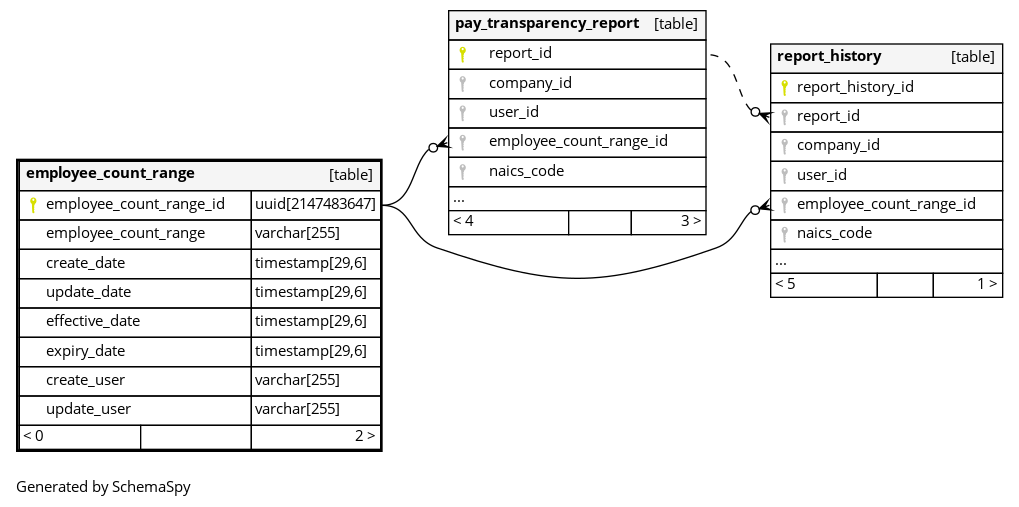 pay_transparency_report [table]
report_id
company_id
user_id
employee_count_range_id
naics_code
...
< 4 3 >
report_history [table]
report_history_id
report_id
company_id
user_id
employee_count_range_id
naics_code
...
< 5 1 >
employee_count_range [table]
employee_count_range_id uuid[2147483647]
employee_count_range varchar[255]
create_date timestamp[29,6]
update_date timestamp[29,6]
effective_date timestamp[29,6]
expiry_date timestamp[29,6]
create_user varchar[255]
update_user varchar[255]
< 0 2 >
Generated by SchemaSpy